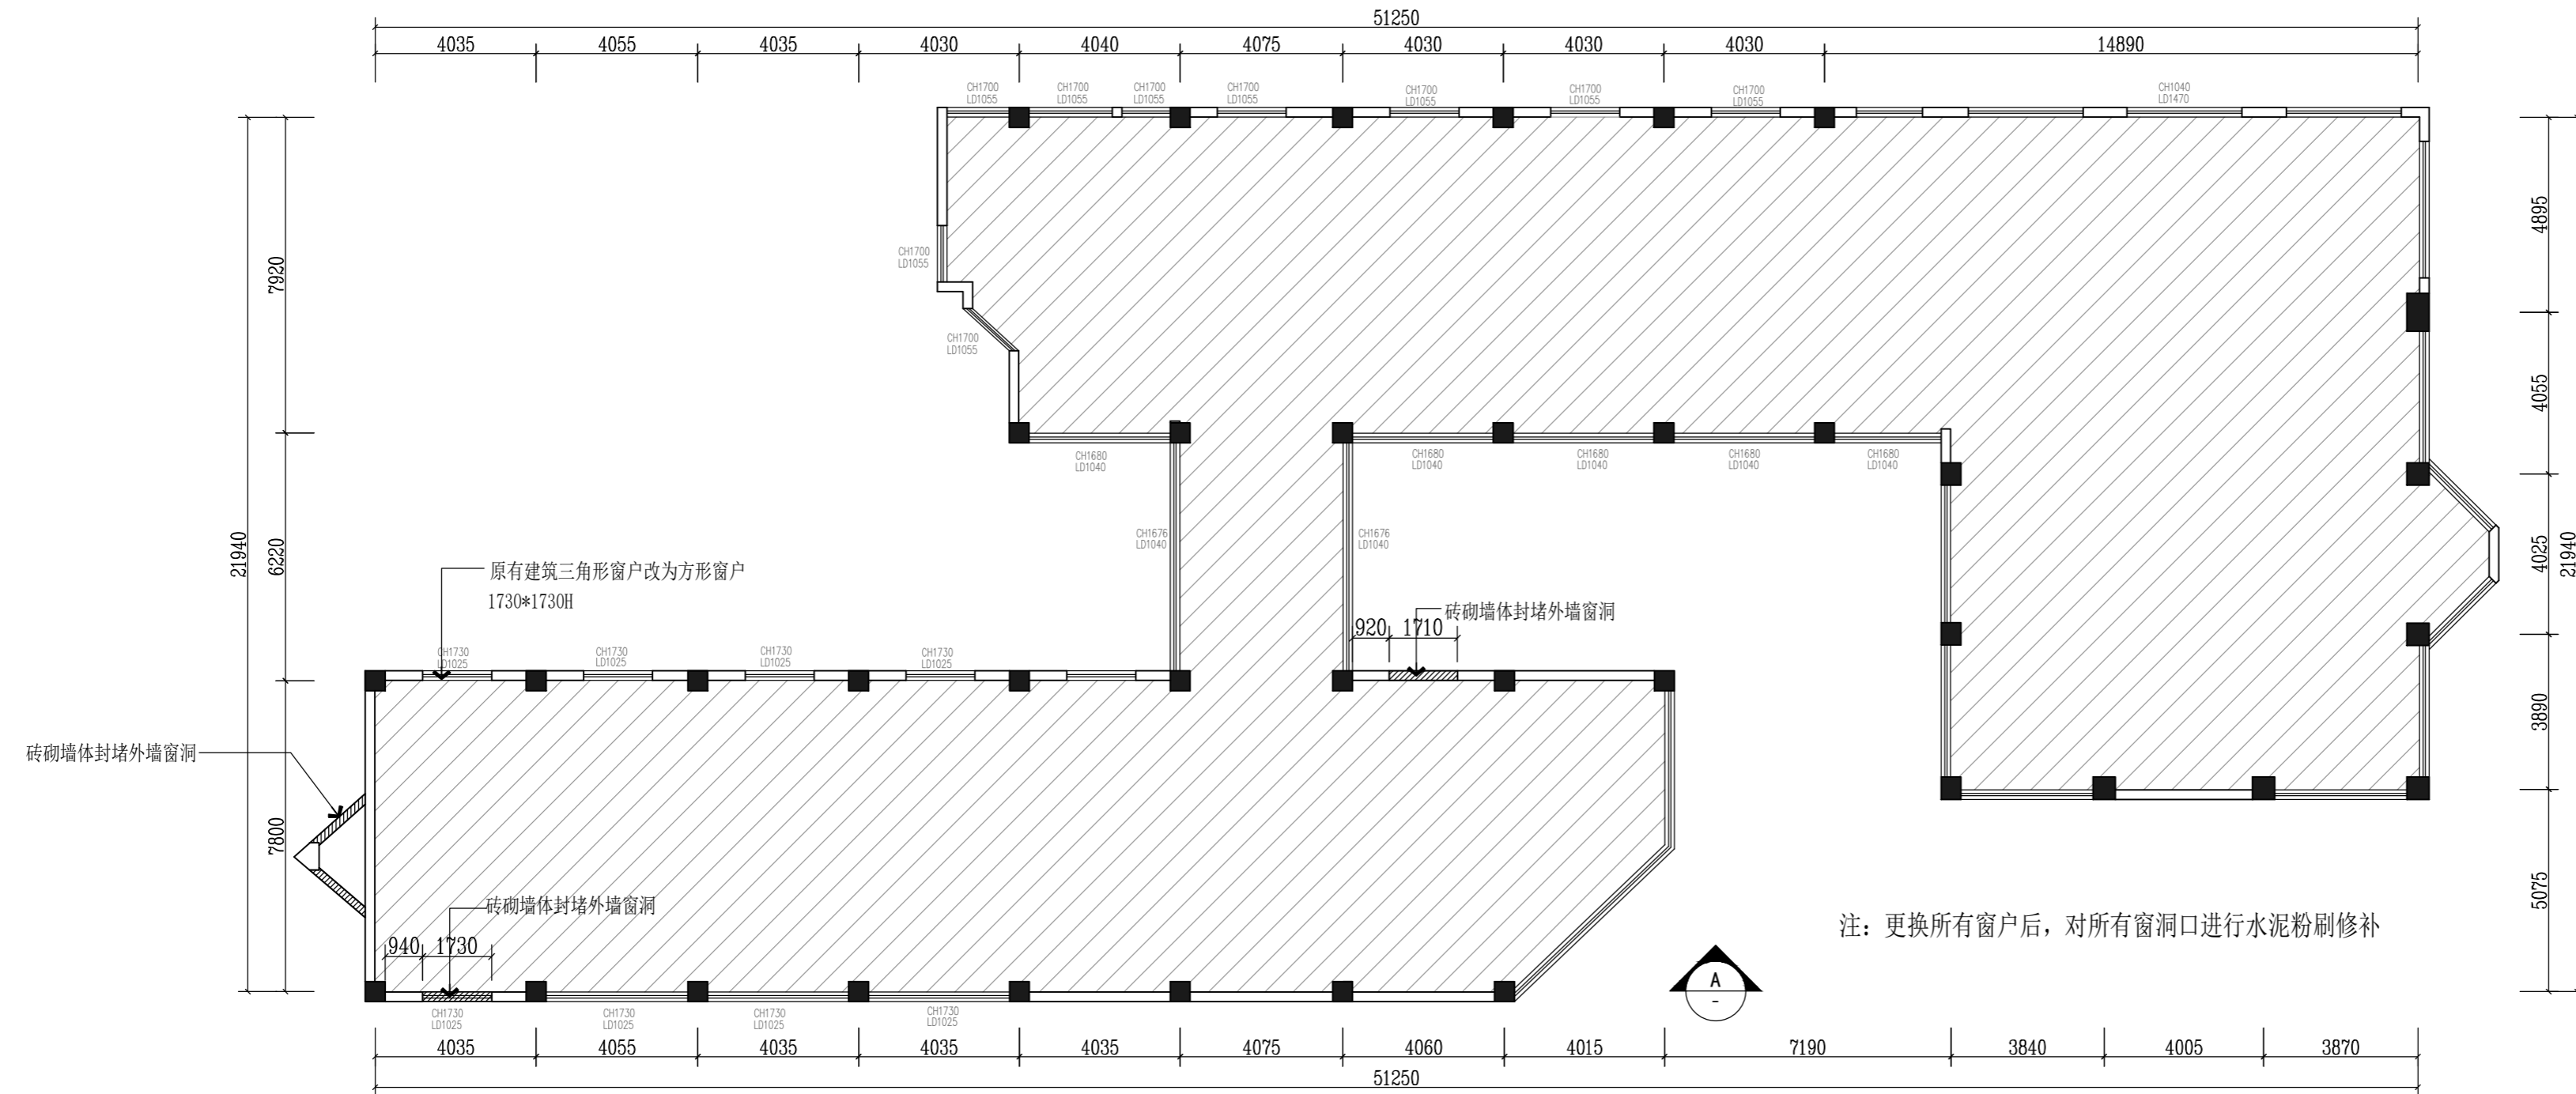 51250
4035 4055 4035 4030 4040 4075 4030 4030 4030 14890
CH1700
LD1055
CH1700
LD1055
CH1700
LD1055
CH1700
LD1055
CH1700
LD1055
CH1700
LD1055
CH1700
LD1055
CH1040
LD1470
CH1700
LD1055
CH1700
LD1055
7920
6220
7800
21940
4895
4055
4025
3890
5075
21940
CH1680
LD1040
CH1680
LD1040
CH1680
LD1040
CH1680
LD1040
CH1680
LD1040
CH1676
LD1040
CH1676
LD1040
原有建筑三角形窗户改为方形窗户
1730*1730H
砖砌墙体封堵外墙窗洞
920 1710
CH1730
LD1025
CH1730
LD1025
CH1730
LD1025
CH1730
LD1025
砖砌墙体封堵外墙窗洞
砖砌墙体封堵外墙窗洞
940 1730
注：更换所有窗户后，对所有窗洞口进行水泥粉刷修补
A
-
CH1730
LD1025
CH1730
LD1025
CH1730
LD1025
CH1730
LD1025
4035 4055 4035 4035 4035 4075 4060 4015 7190 3840 4005 3870
51250